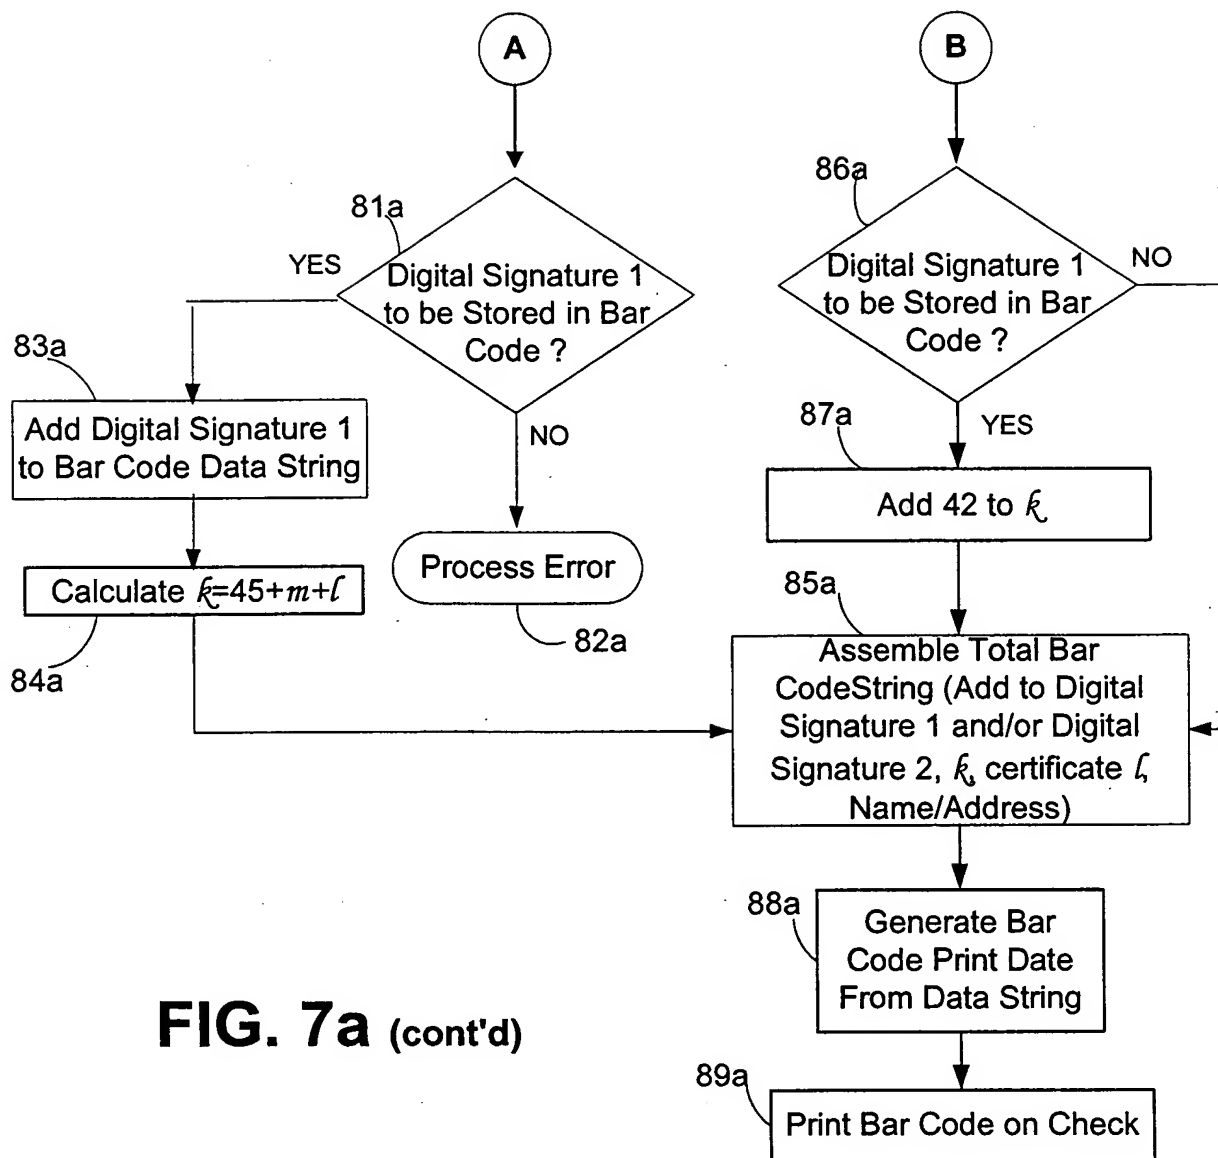 A
B
81a
86a
YES
Digital Signature 1
to be Stored in Bar
Code ?
NO
Digital Signature 1
to be Stored in Bar
Code ?
NO
YES
83a
Add Digital Signature 1
to Bar Code Data String
87a
Add 42 to k
Process Error
82a
Calculate k=45+m+l
84a
85a
Assemble Total Bar
CodeString (Add to Digital
Signature 1 and/or Digital
Signature 2, k, certificate l,
Name/Address)
88a
Generate Bar
Code Print Date
From Data String
89a
Print Bar Code on Check
FIG. 7a (cont'd)